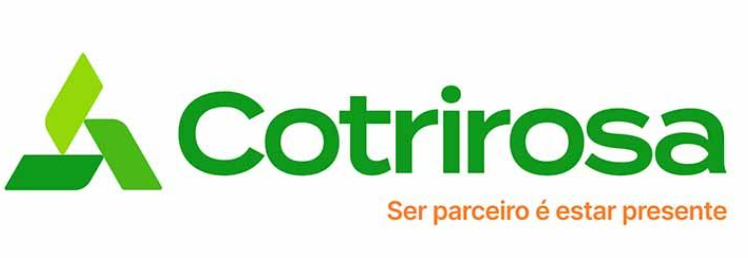 Cotrirosa
Ser parceiro é estar presente